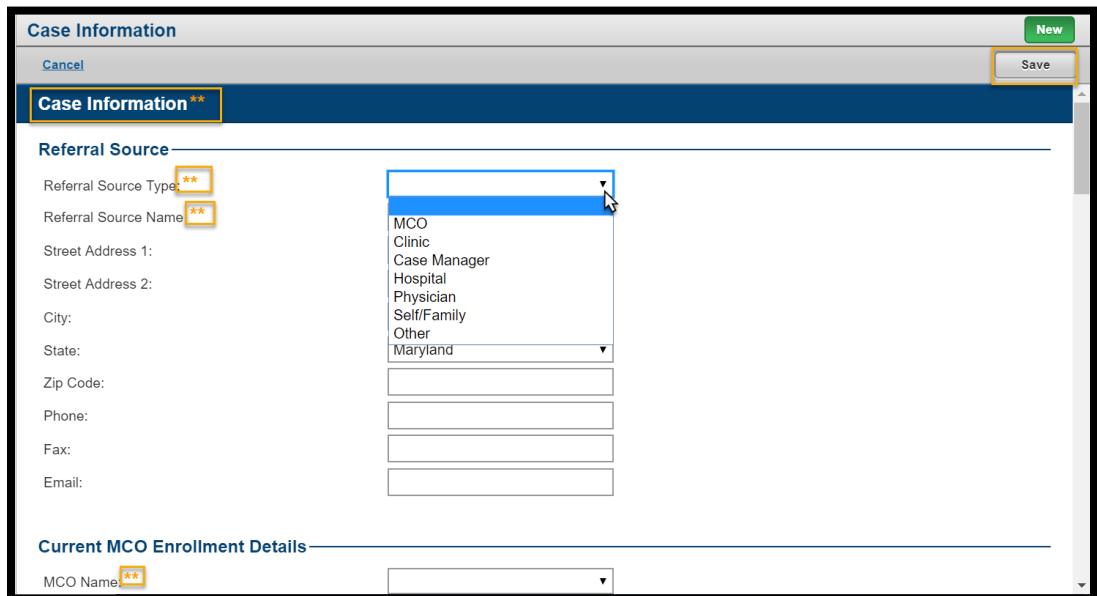 Case Information
New
Cancel
Save
Case Information**
Referral Source
Referral Source Type: **
Referral Source Name **
MCO
Street Address 1:
Clinic
Case Manager
Street Address 2:
Hospital
Physician
City:
Self/Family
Other
State:
Maryland
Zip Code:
Phone:
Fax:
Email:
Current MCO Enrollment Details
MCO Name: **